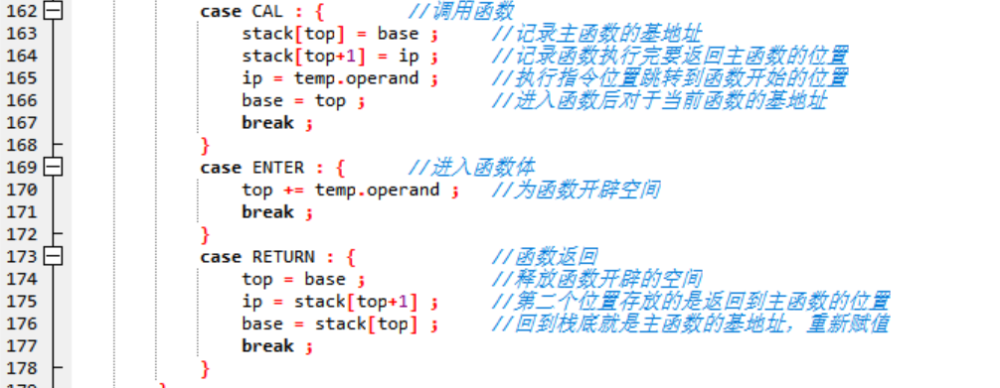 162 case CAL : { //调用函数
163 stack[top] = base ; //记录主函数的基地址
164 stack[top+1] = ip ; //记录函数执行完要返回主函数的位置
165 ip = temp.operand ; //执行指令位置跳转到函数开始的位置
166 base = top ; //进入函数后对于当前函数的基地址
167 break ;
168 }
169 case ENTER : { //进入函数体
170 top += temp.operand ; //为函数开辟空间
171 break ;
172 }
173 case RETURN : { //函数返回
174 top = base ; //释放函数开辟的空间
175 ip = stack[top+1] ; //第二个位置存放的是返回到主函数的位置
176 base = stack[top] ; //回到栈底就是主函数的基地址，重新赋值
177 break ;
178 }